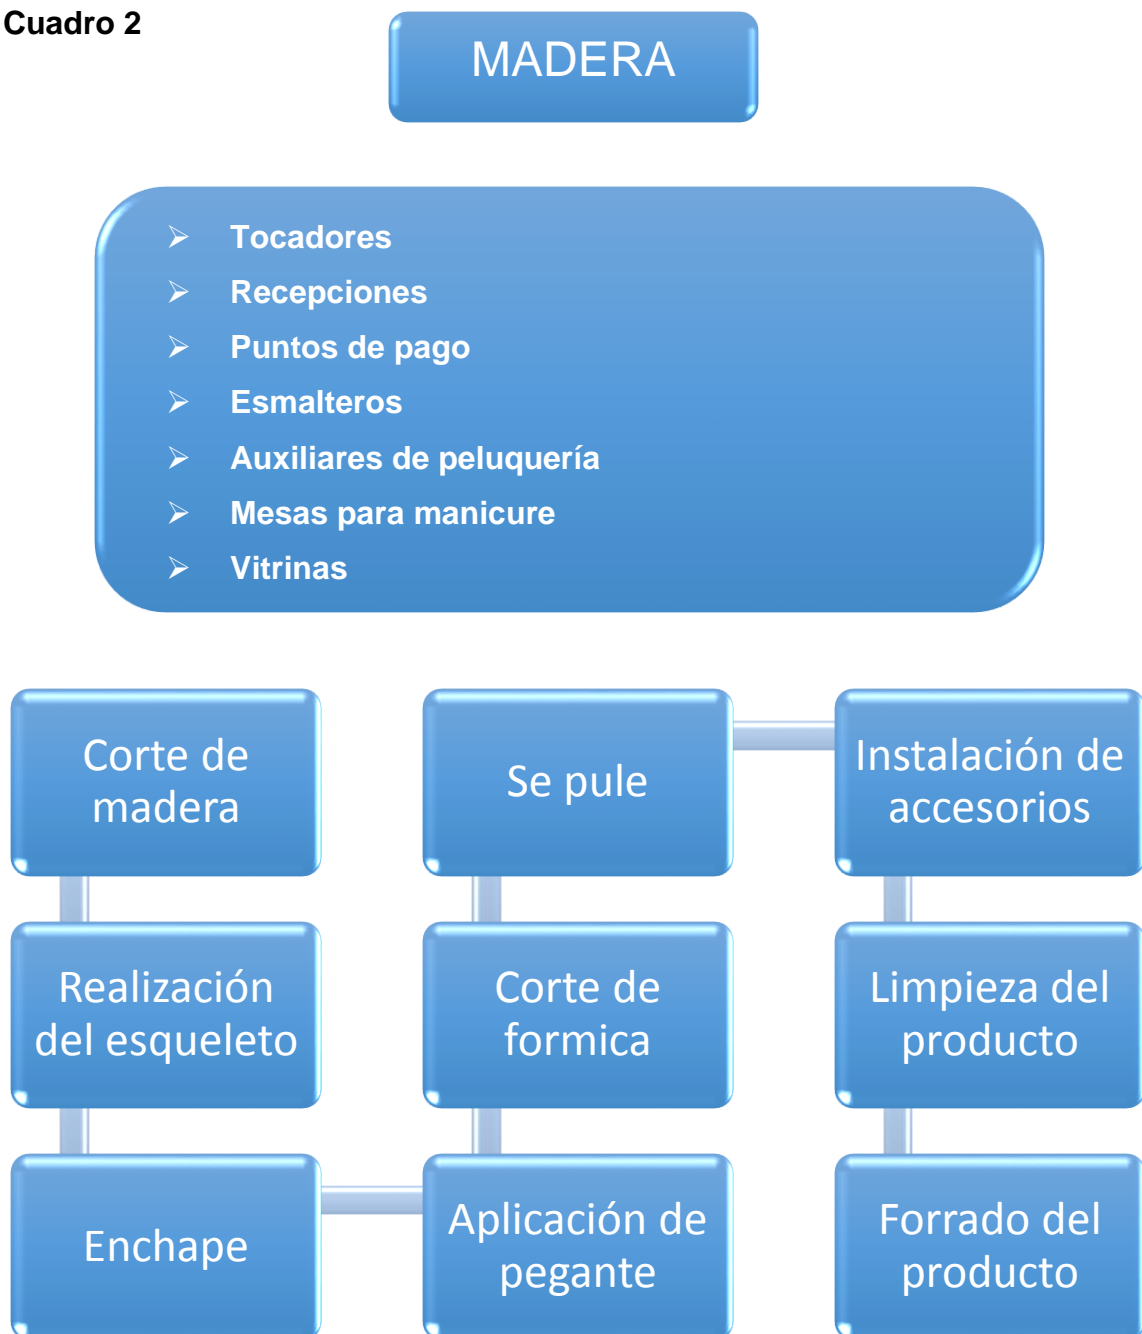 Cuadro 2
MADERA
➢ Tocadores
➢ Recepciones
➢ Puntos de pago
➢ Esmalteros
➢ Auxiliares de peluquería
➢ Mesas para manicure
➢ Vitrinas
Corte de
madera
Realización
del esqueleto
Enchape
Aplicación de
pegante
Corte de
formica
Se pule
Instalación de
accesorios
Limpieza del
producto
Forrado del
producto